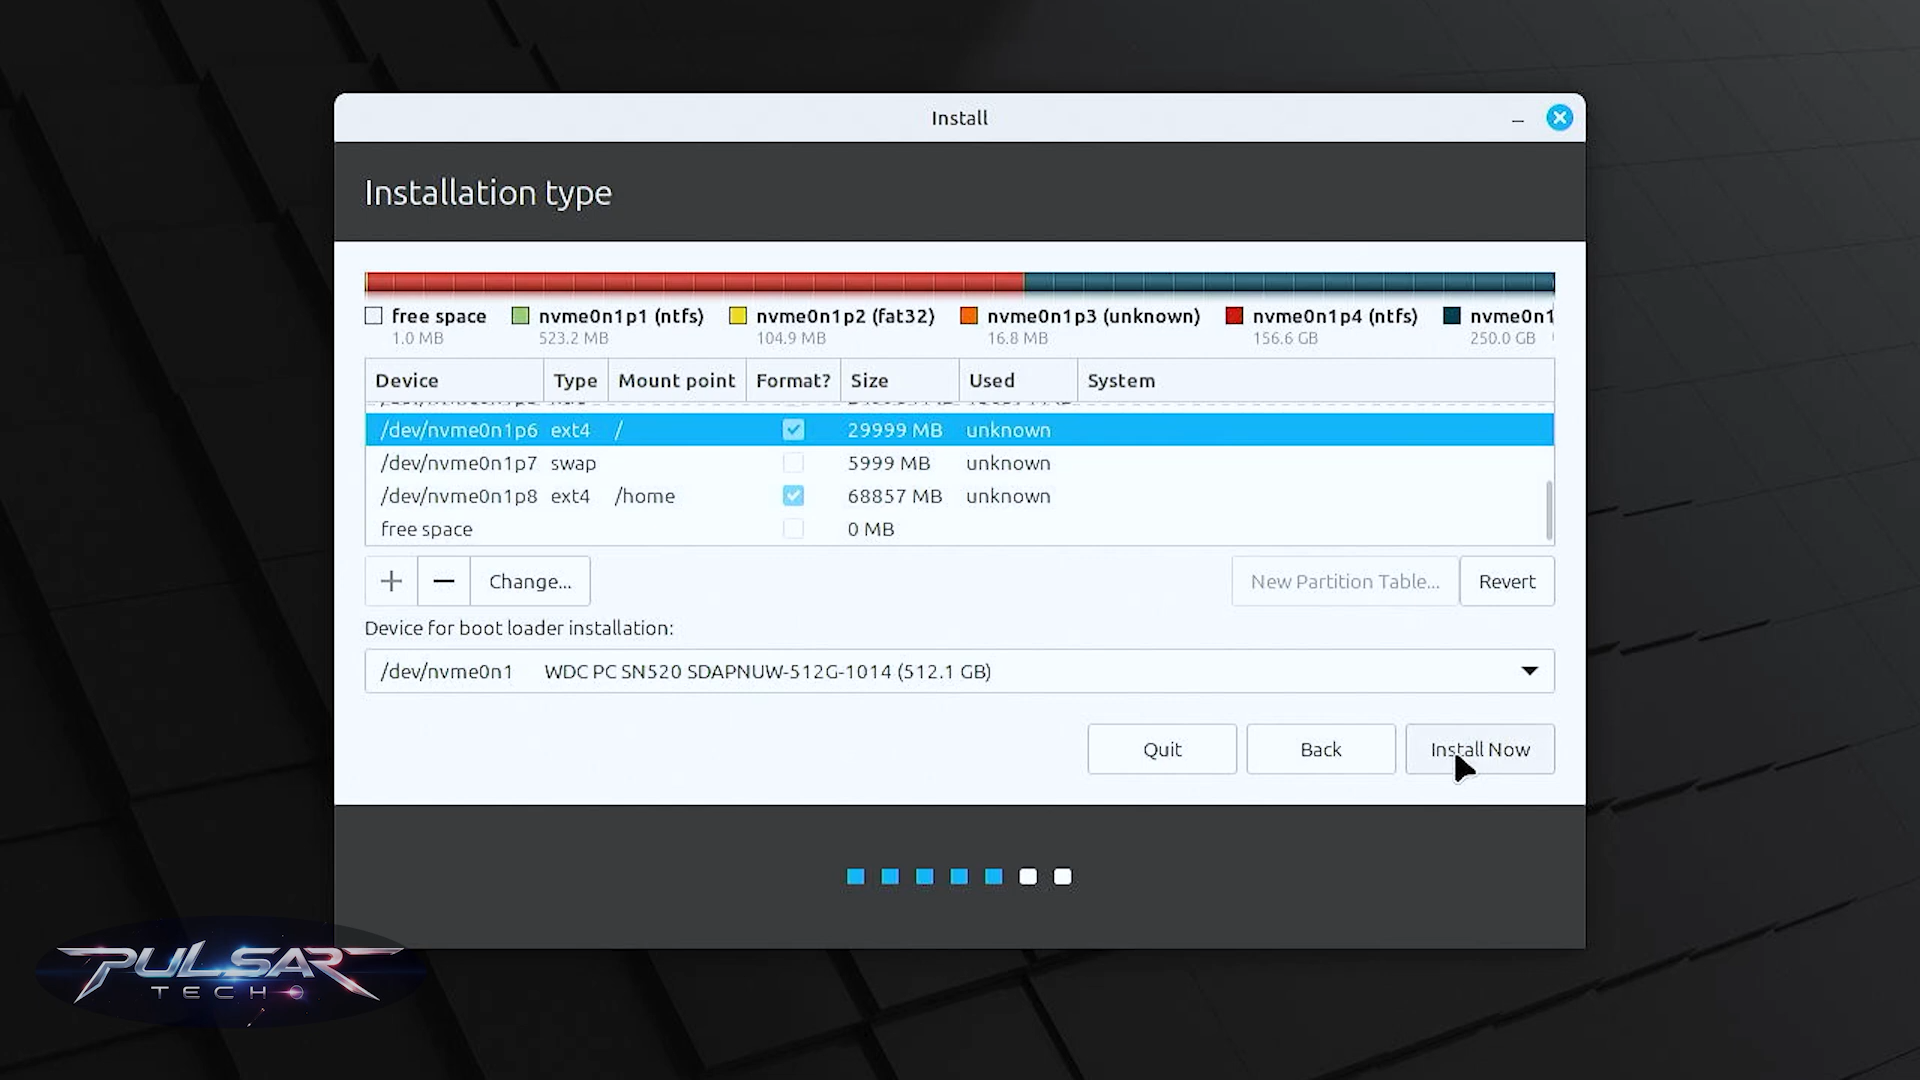 Install
Installation type
free space nvme0n1p1 (ntfs) nvme0n1p2 (fat32) nvme0n1p3 (unknown) nvme0n1p4 (ntfs) nvme0n1
1.0 MB 523.2 MB 104.9 MB 16.8 MB 156.6 GB 250.0 GB
Device Type Mount point Format? Size Used System
/dev/nvme0n1p6 ext4 / 29999 MB unknown
/dev/nvme0n1p7 swap 5999 MB unknown
/dev/nvme0n1p8 ext4 /home 68857 MB unknown
free space 0 MB
+ − Change... New Partition Table... Revert
Device for boot loader installation:
/dev/nvme0n1 WDC PC SN520 SDAPNUW-512G-1014 (512.1 GB)
Quit Back Install Now
PULSAR
TECH